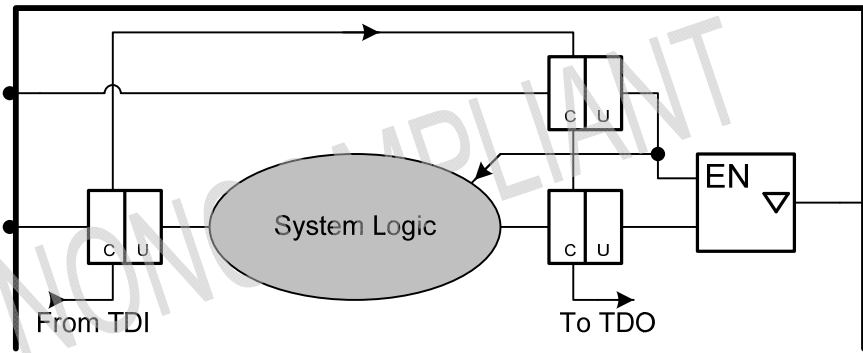 C U
EN
NONCOMPLIANT
System Logic
C U
C U
From TDI
To TDO